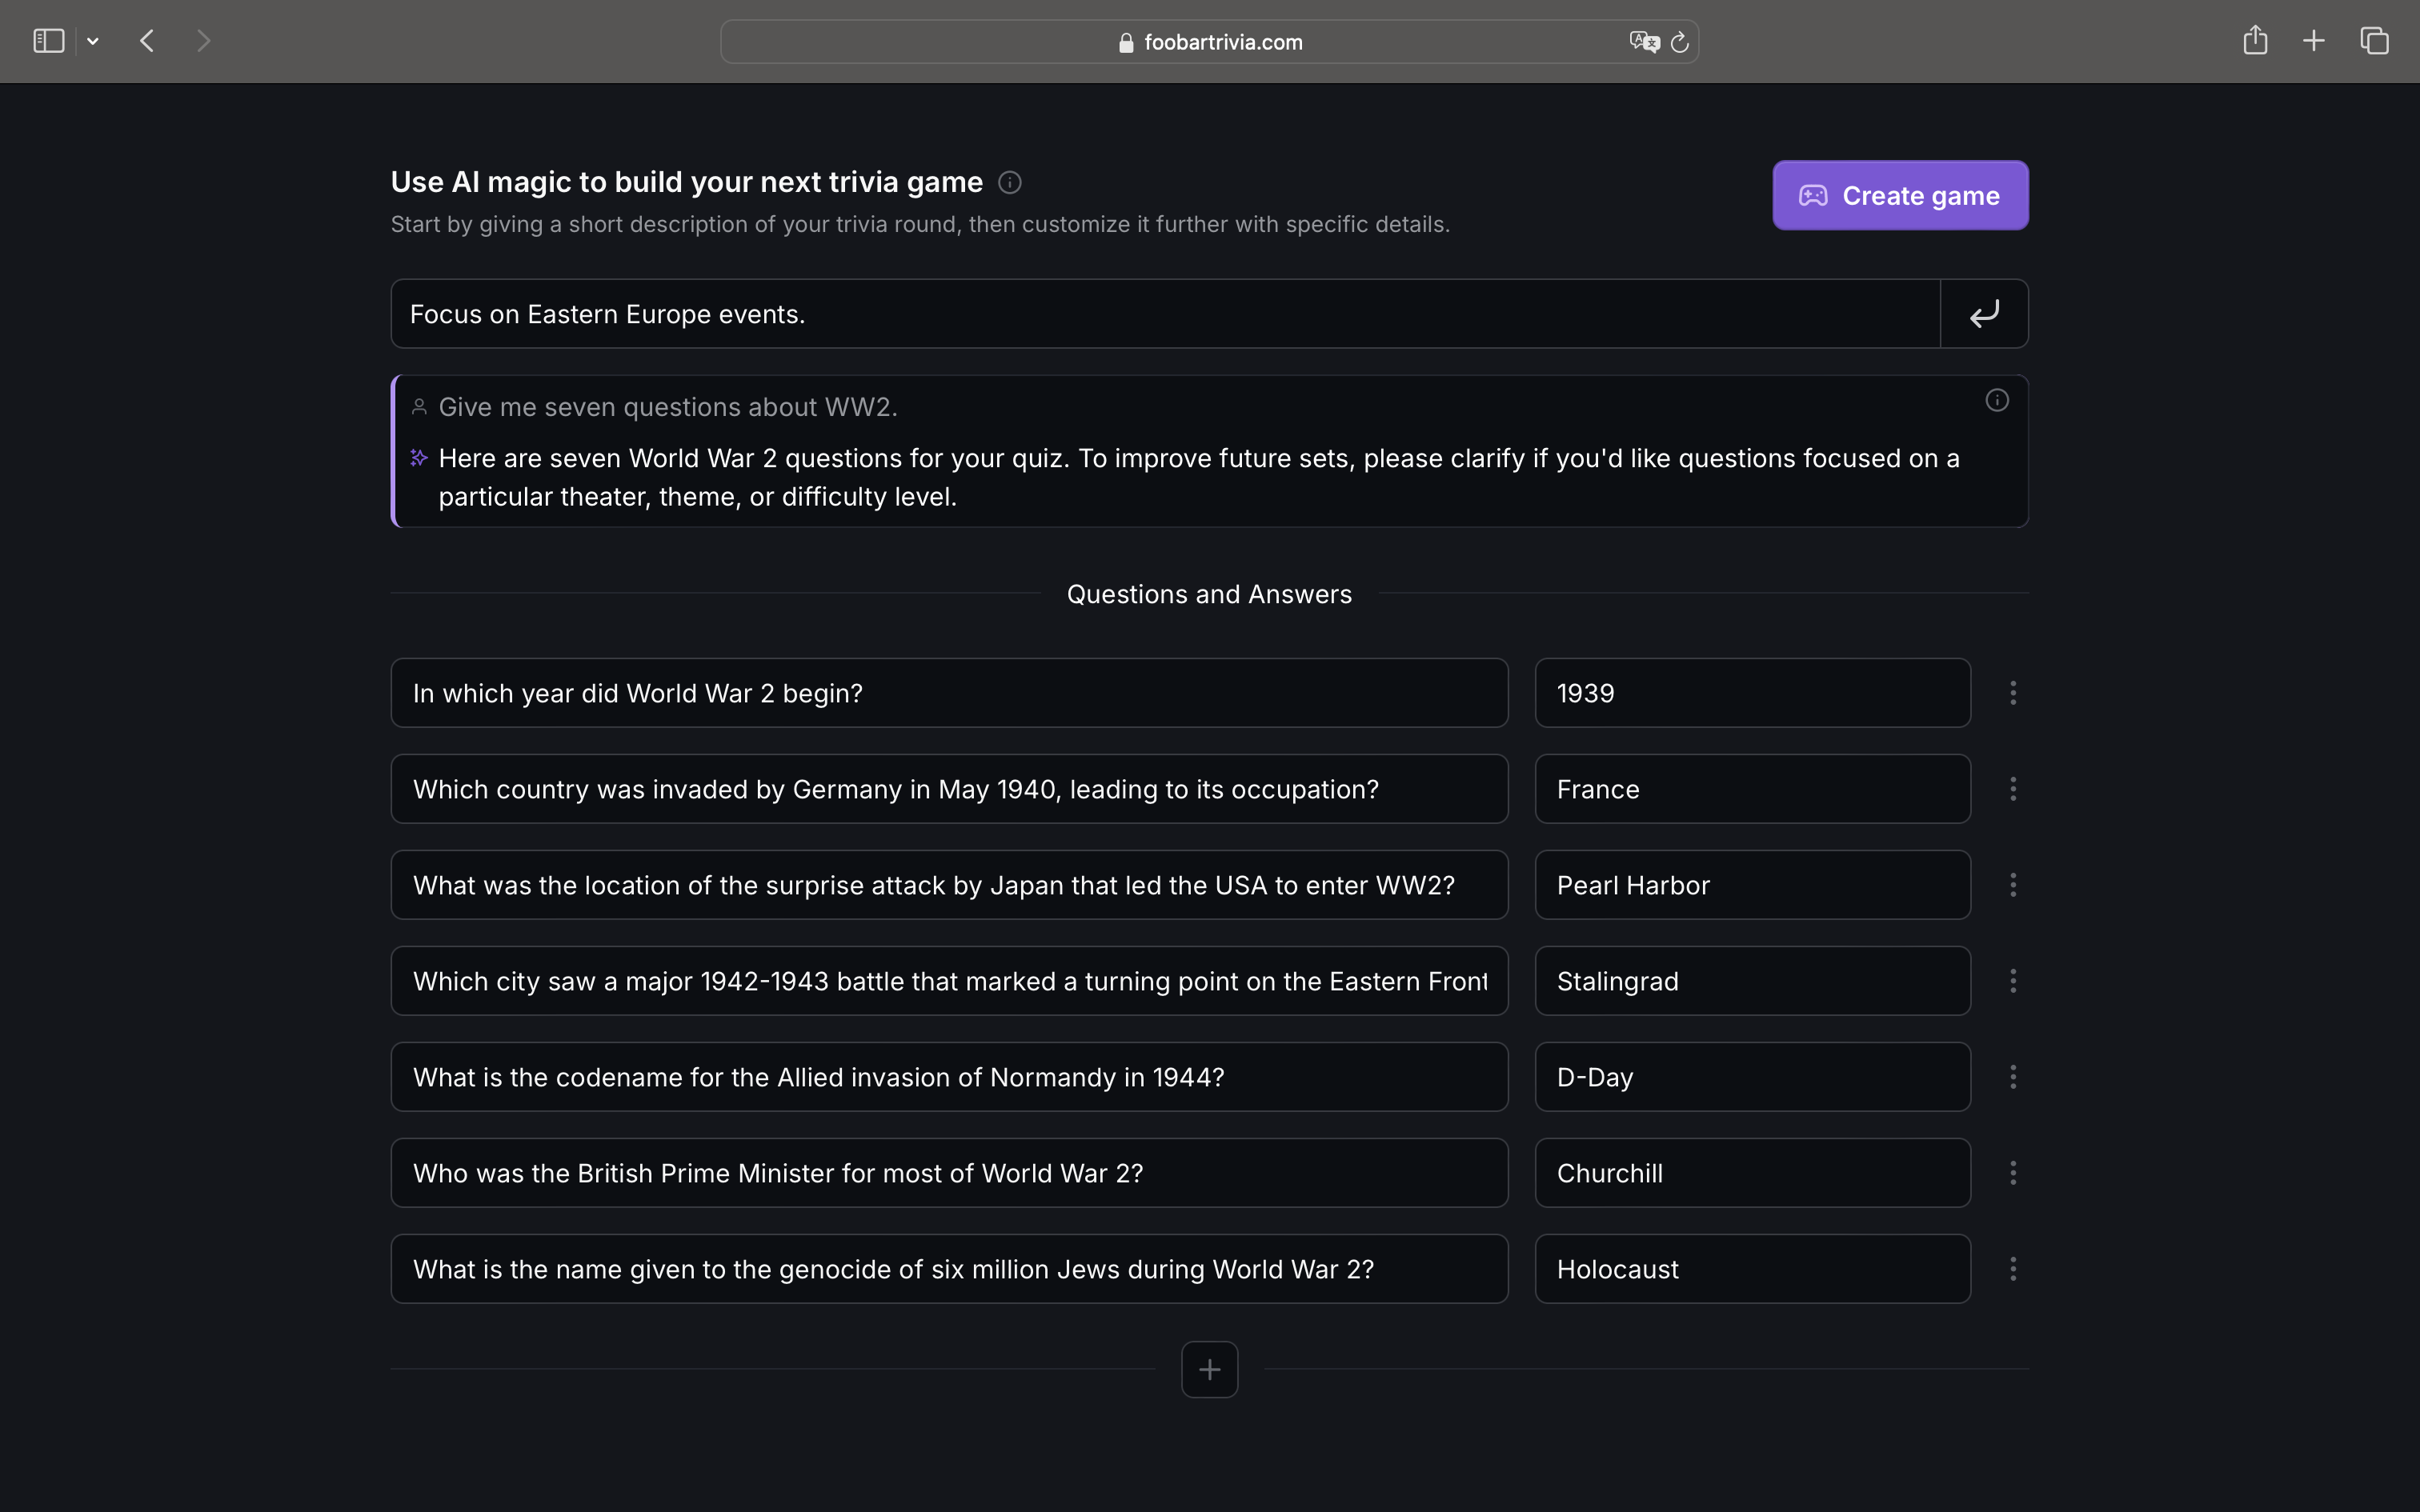 foobartrivia.com
Use AI magic to build your next trivia game
Create game
Start by giving a short description of your trivia round, then customize it further with specific details.
Focus on Eastern Europe events.
Give me seven questions about WW2.
Here are seven World War 2 questions for your quiz. To improve future sets, please clarify if you'd like questions focused on a
particular theater, theme, or difficulty level.
Questions and Answers
In which year did World War 2 begin?
1939
Which country was invaded by Germany in May 1940, leading to its occupation?
France
What was the location of the surprise attack by Japan that led the USA to enter WW2?
Pearl Harbor
Which city saw a major 1942-1943 battle that marked a turning point on the Eastern Front
Stalingrad
What is the codename for the Allied invasion of Normandy in 1944?
D-Day
Who was the British Prime Minister for most of World War 2?
Churchill
What is the name given to the genocide of six million Jews during World War 2?
Holocaust